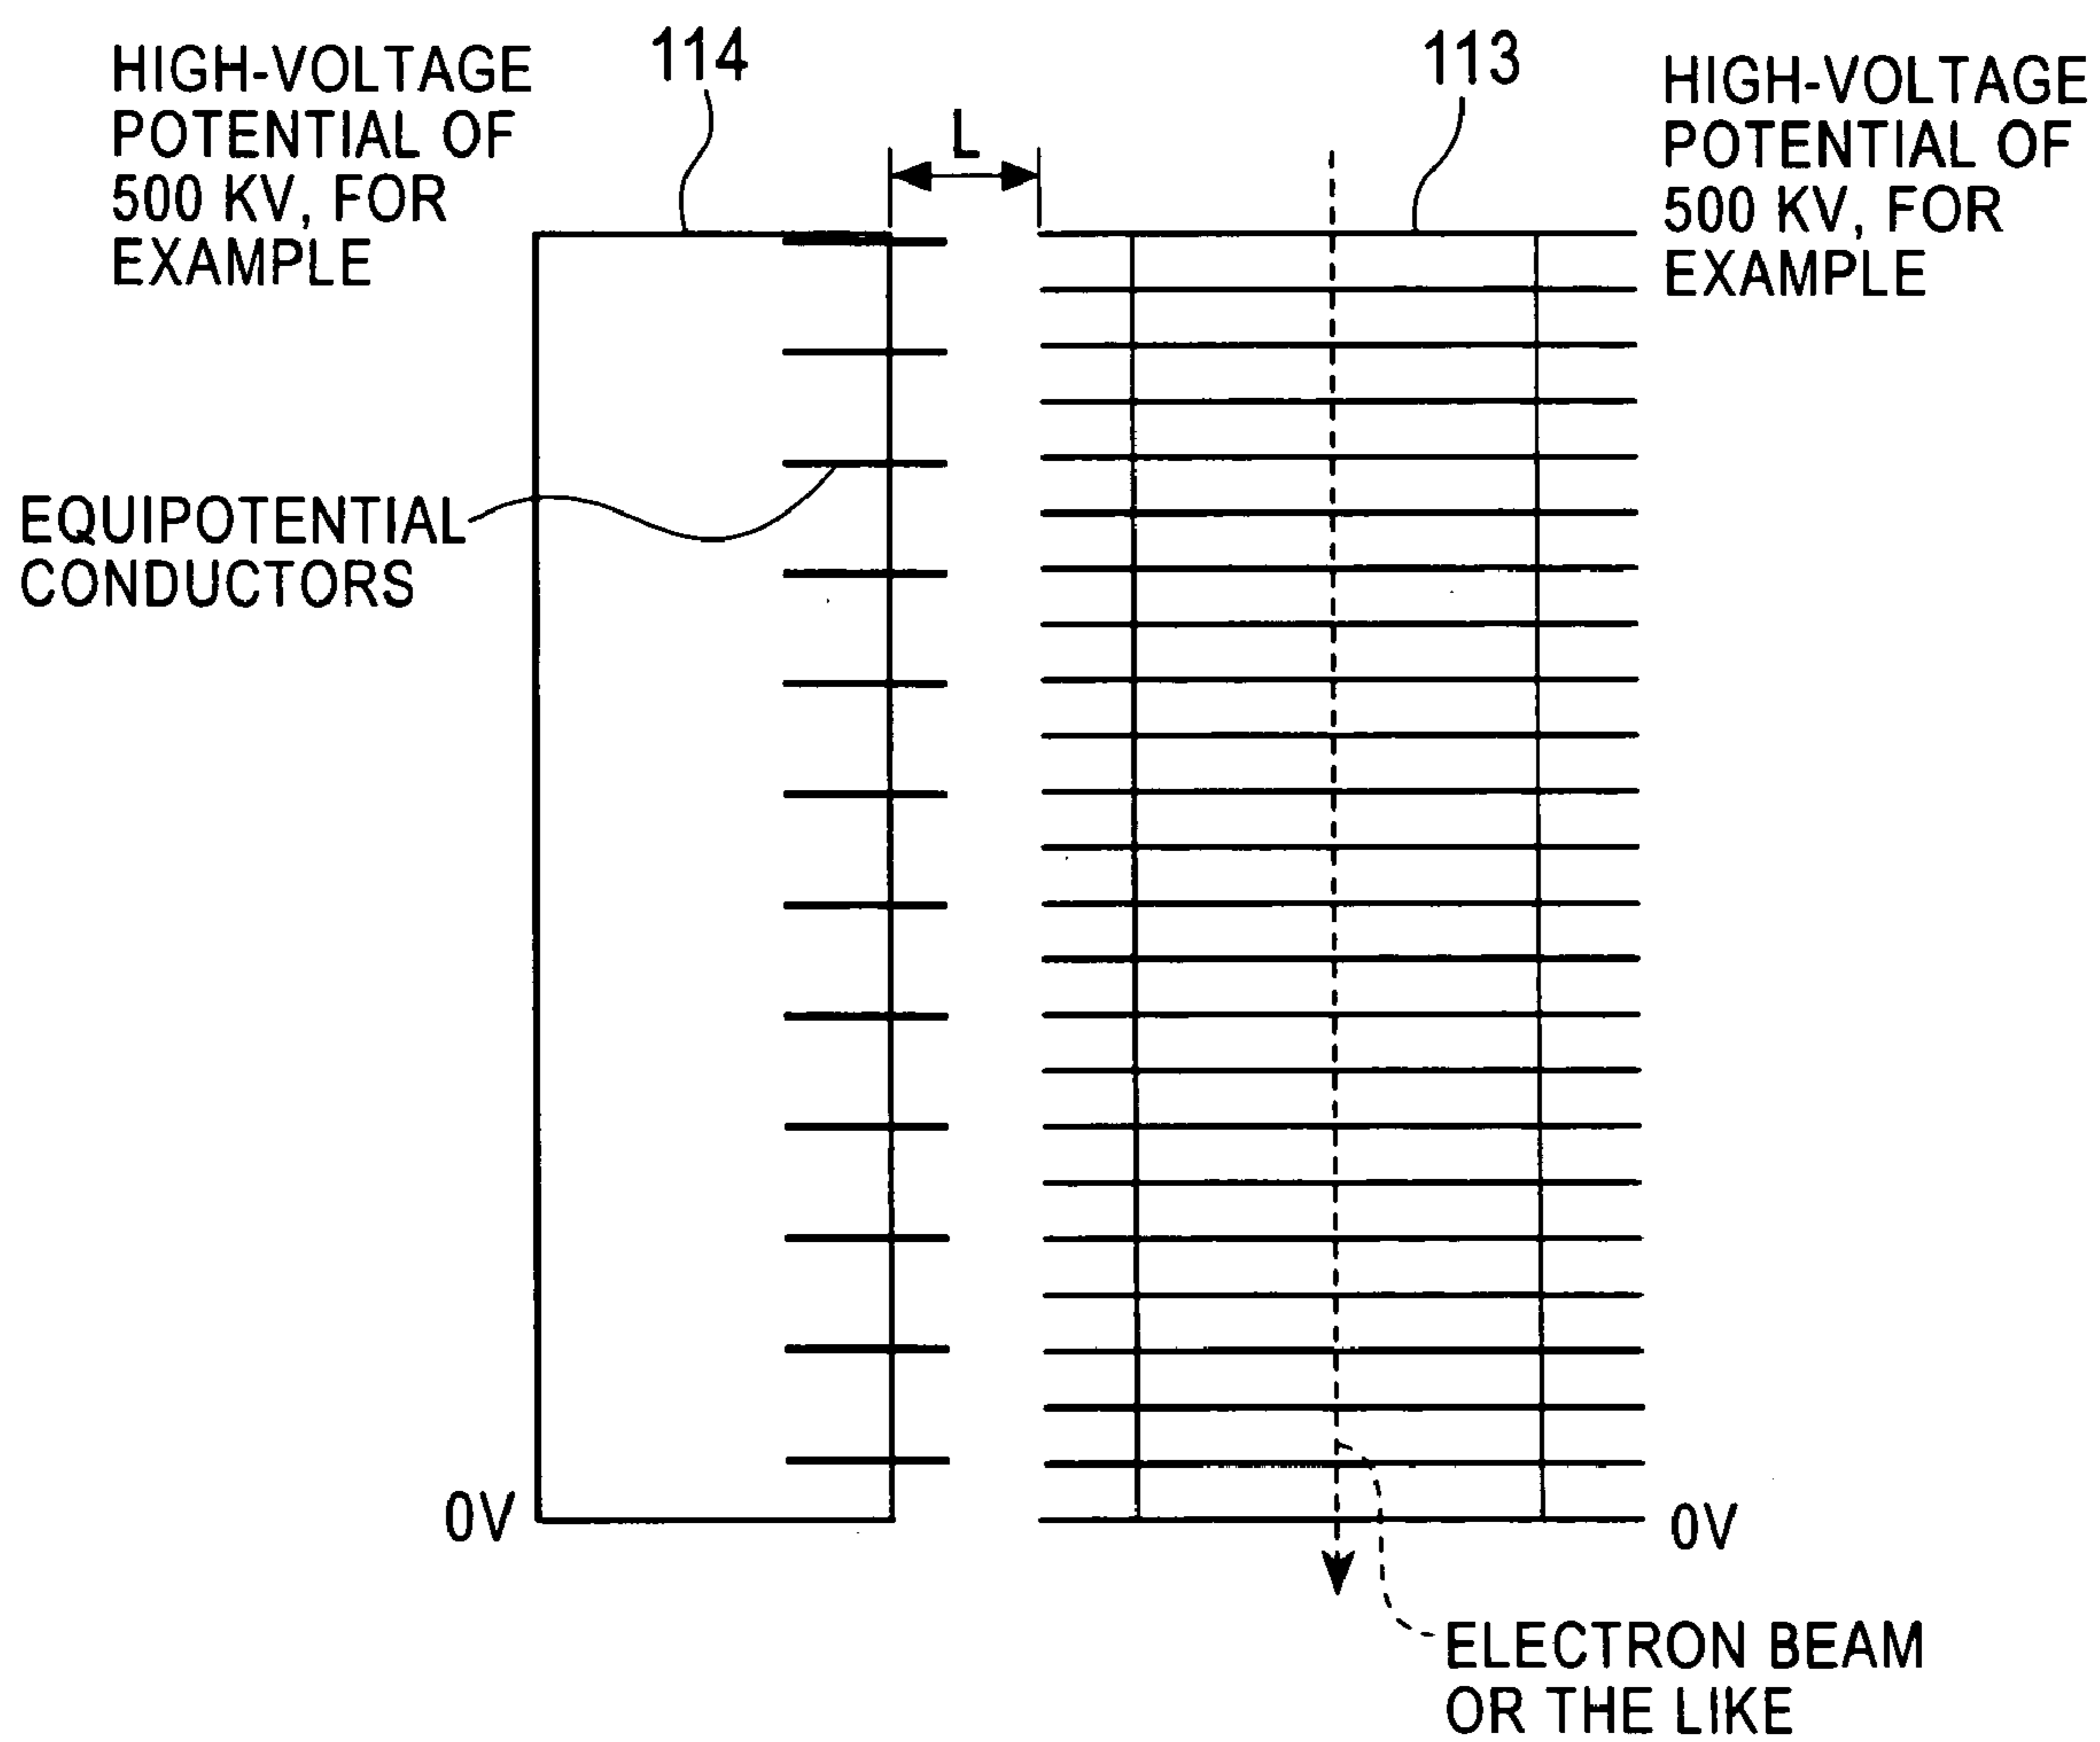 HIGH-VOLTAGE
POTENTIAL OF
500 KV, FOR
EXAMPLE
114
L
113
HIGH-VOLTAGE
POTENTIAL OF
500 KV, FOR
EXAMPLE
EQUIPOTENTIAL
CONDUCTORS
0V
0V
ELECTRON BEAM
OR THE LIKE